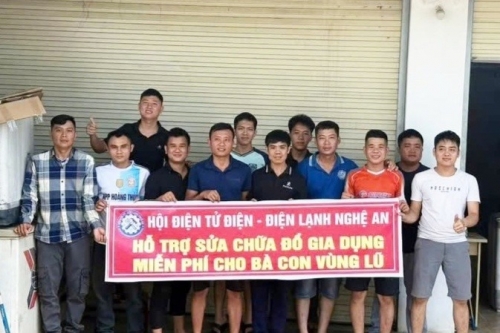 HỘI ĐIỆN TỬ ĐIỆN - ĐIỆN LẠNH NGHỆ AN
HỖ TRỢ SỬA CHỮA ĐỒ GIA DỤNG
MIỄN PHÍ CHO BÀ CON VÙNG LŨ